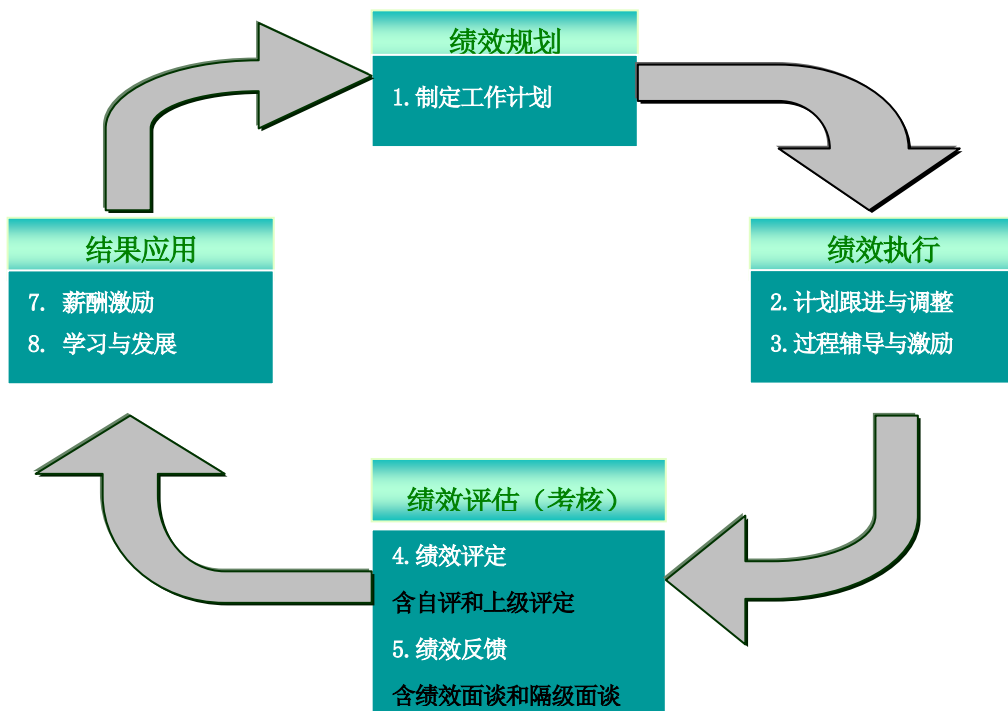 绩效规划
1.制定工作计划
绩效执行
2.计划跟进与调整
3.过程辅导与激励
绩效评估（考核）
4.绩效评定
含自评和上级评定
5.绩效反馈
含绩效面谈和隔级面谈
结果应用
7. 薪酬激励
8. 学习与发展